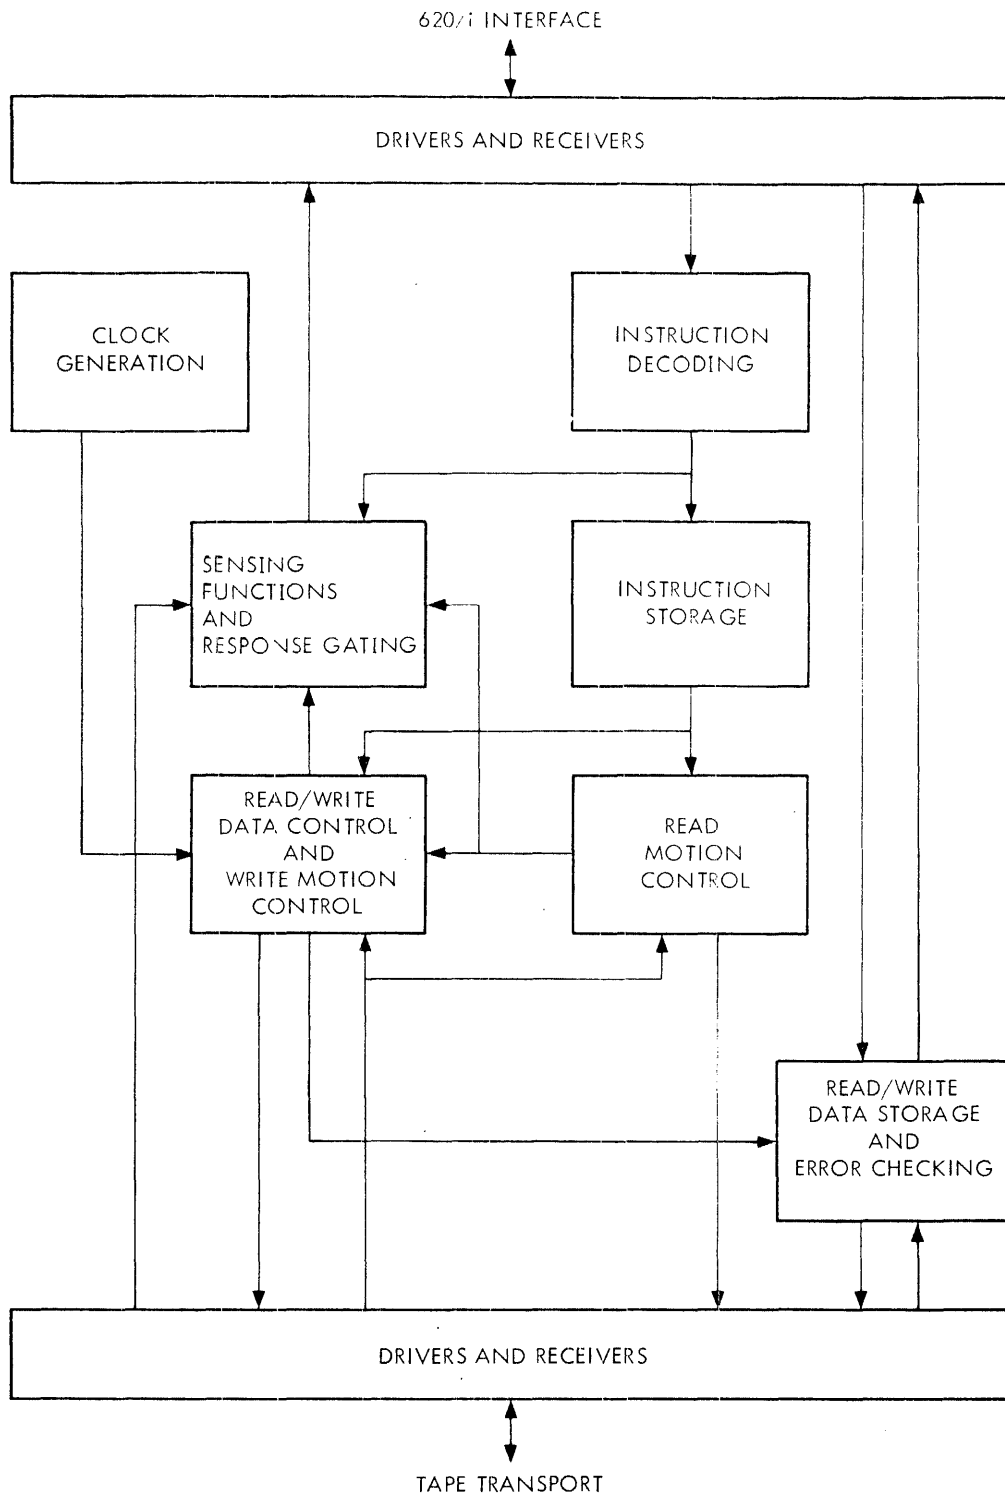 620/i INTERFACE
DRIVERS AND RECEIVERS
CLOCK
GENERATION
INSTRUCTION
DECODING
SENSING
FUNCTIONS
AND
RESPONSE GATING
INSTRUCTION
STORAGE
READ/WRITE
DATA CONTROL
AND
WRITE MOTION
CONTROL
READ
MOTION
CONTROL
READ/WRITE
DATA STORAGE
AND
ERROR CHECKING
DRIVERS AND RECEIVERS
TAPE TRANSPORT